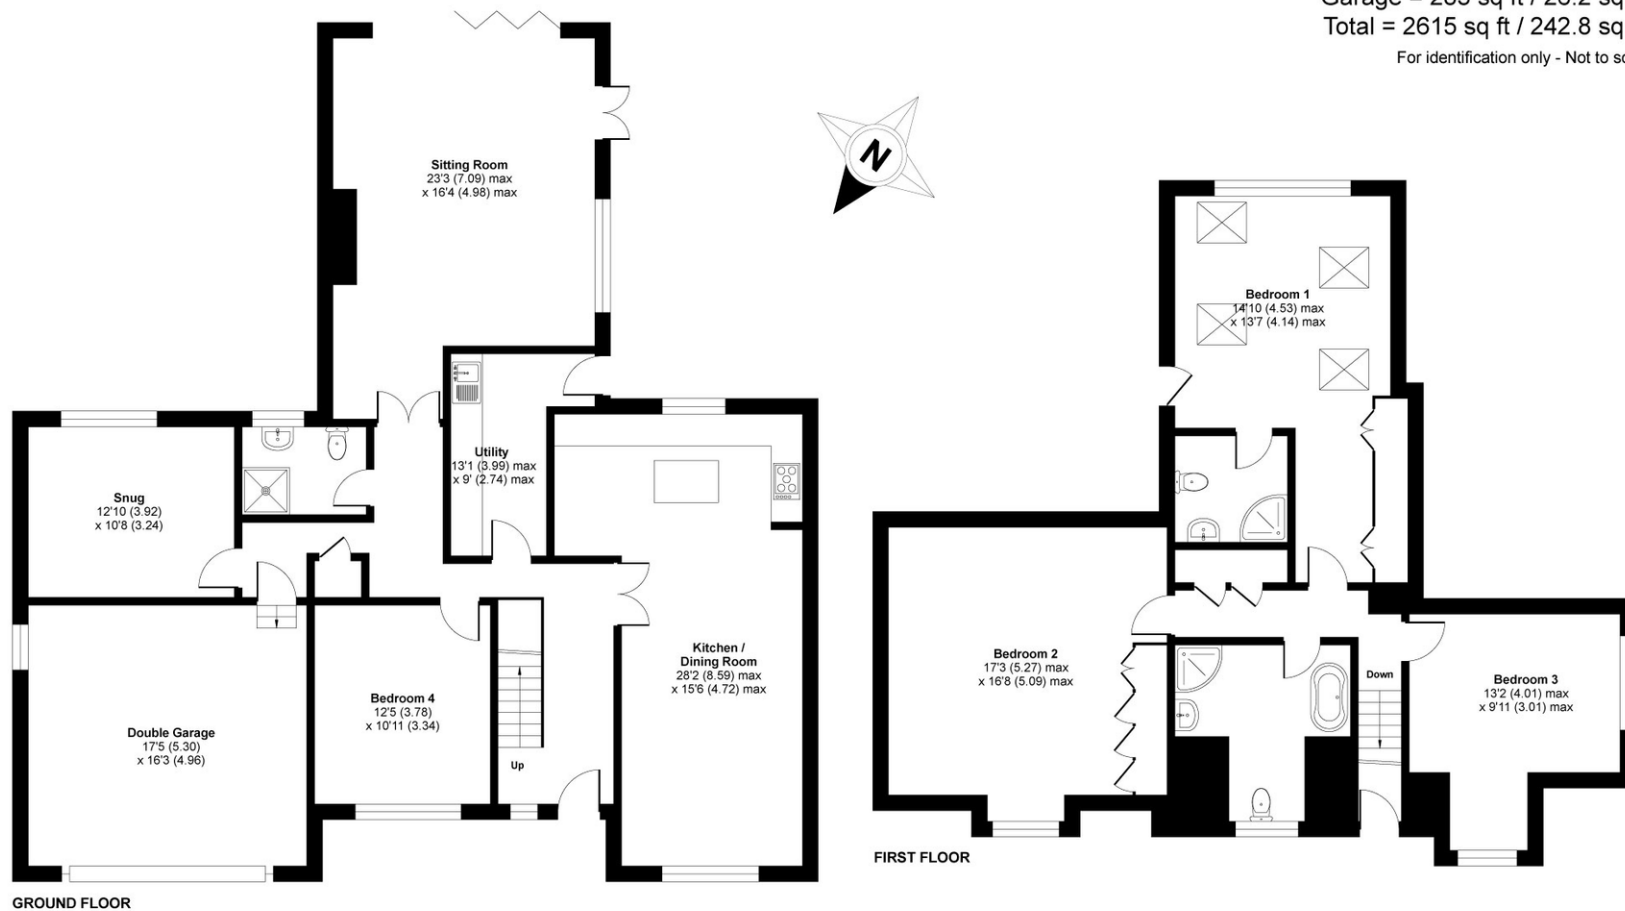 Total = 2615 sq ft / 242.8 sq
For identification only - Not to
N
Sitting Room
23'3 (7.09) max
x 16'4 (4.98) max
Utility
13'1 (3.99) max
x 9' (2.74) max
Snug
12'10 (3.92)
x 10'8 (3.24)
Kitchen /
Dining Room
28'2 (8.59) max
x 15'6 (4.72) max
Bedroom 4
12'5 (3.78)
x 10'11 (3.34)
Double Garage
17'5 (5.30)
x 16'3 (4.96)
Up
GROUND FLOOR
Bedroom 1
14'10 (4.53) max
x 13'7 (4.14) max
Bedroom 2
17'3 (5.27) max
x 16'8 (5.09) max
Down
Bedroom 3
13'2 (4.01) max
x 9'11 (3.01) max
FIRST FLOOR